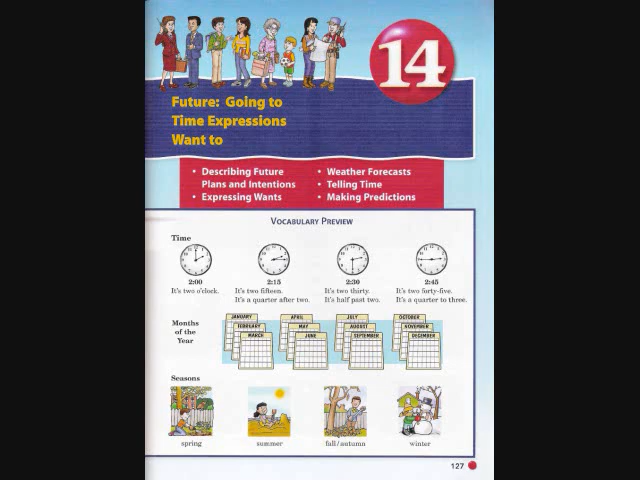 14
Future: Going to
Time Expressions
Want to
• Describing Future
Plans and Intentions
• Expressing Wants
• Weather Forecasts
• Telling Time
• Making Predictions
VOCABULARY PREVIEW
Time
2:00
It's two o'clock.
2:15
It's two fifteen.
It's a quarter after two.
2:30
It's two thirty.
It's half past two.
2:45
It's two forty-five.
It's a quarter to three.
Months
of the
Year
JANUARY
FEBRUARY
MARCH
APRIL
MAY
JUNE
JULY
AUGUST
SEPTEMBER
OCTOBER
NOVEMBER
DECEMBER
Seasons
spring
summer
fall/autumn
winter
127